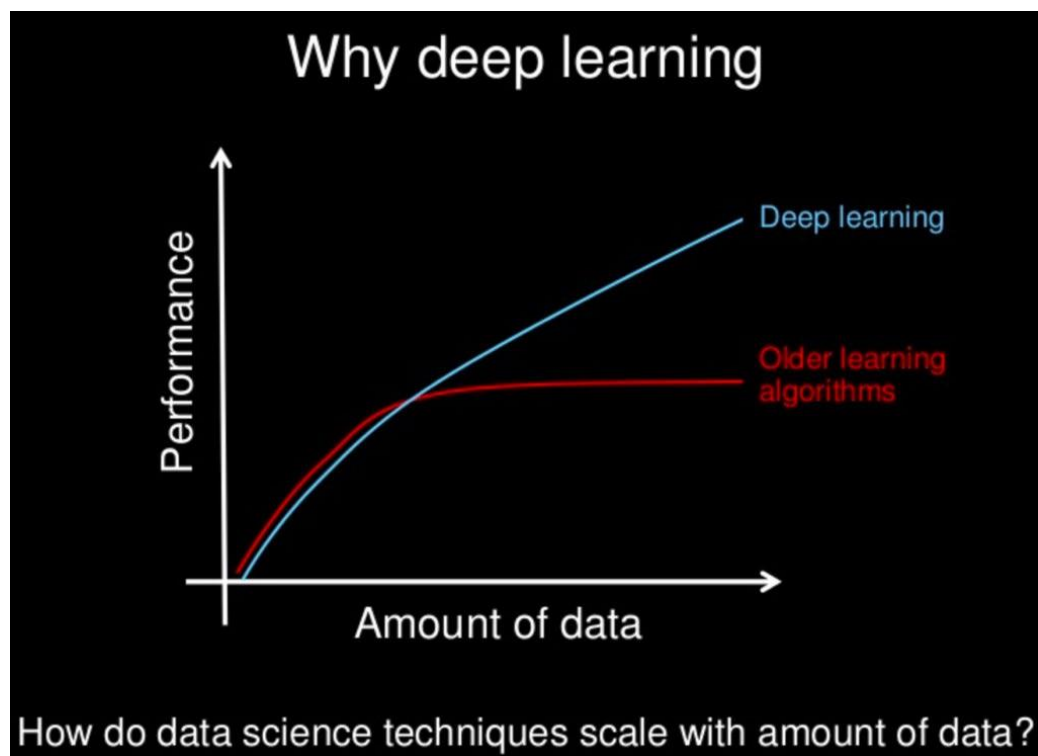 Why deep learning
Performance
Deep learning
Older learning
algorithms
Amount of data
How do data science techniques scale with amount of data?